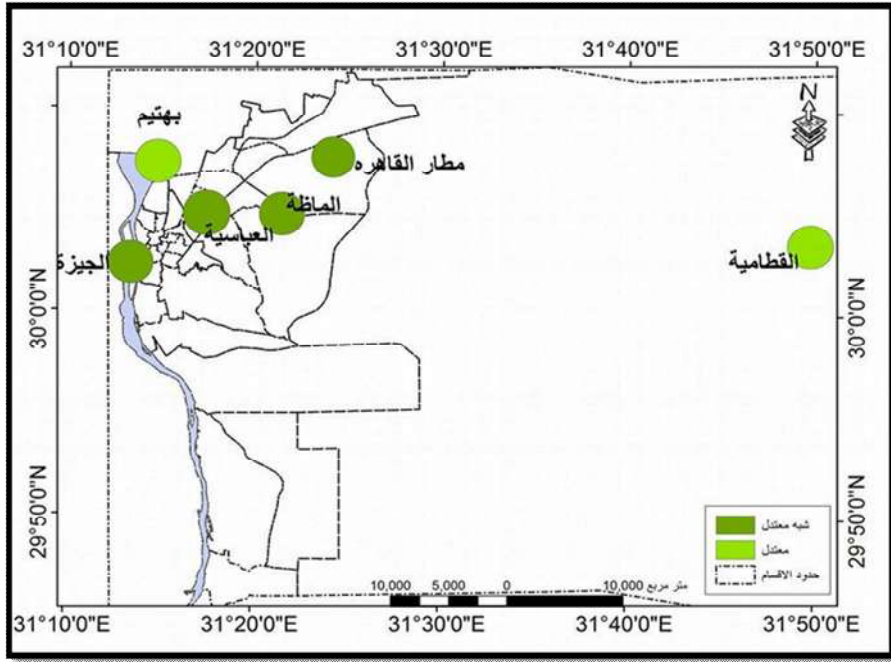 31°10'0"E 31°20'0"E 31°30'0"E 31°40'0"E 31°50'0"E
N
بهتيم
مطار القاهره
الماظة
العباسية
القطامية
الجيزة
30°0'0"N 30°0'0"N
29°50'0"N 29°50'0"N
شبه معتدل
معتدل
حدود الاقسام
10,000 5,000 0 10,000 متر مربع
31°10'0"E 31°20'0"E 31°30'0"E 31°40'0"E 31°50'0"E